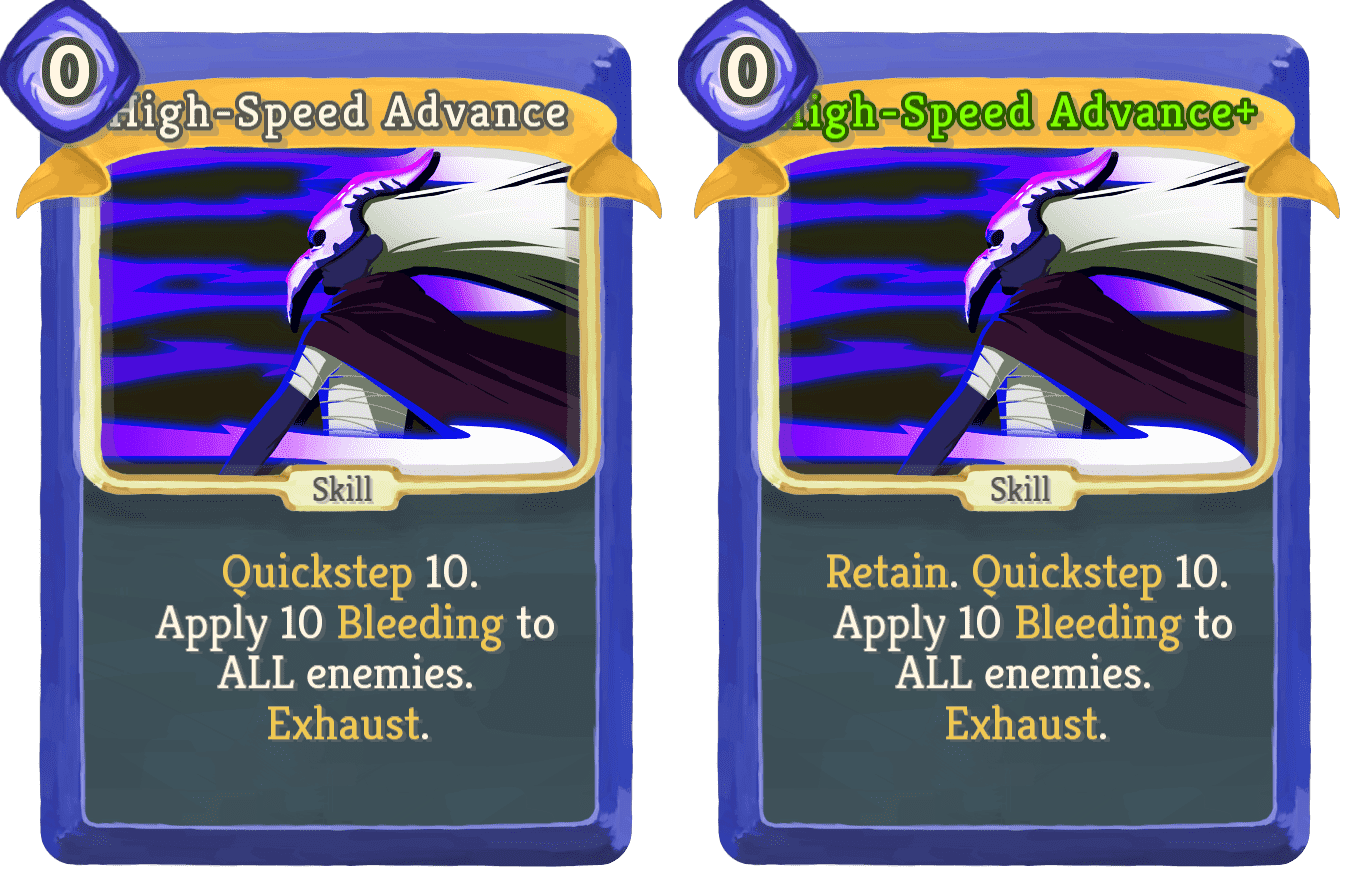 0
High-Speed Advance
Skill
Quickstep 10.
Apply 10 Bleeding to
ALL enemies.
Exhaust.
0
High-Speed Advance+
Skill
Retain. Quickstep 10.
Apply 10 Bleeding to
ALL enemies.
Exhaust.